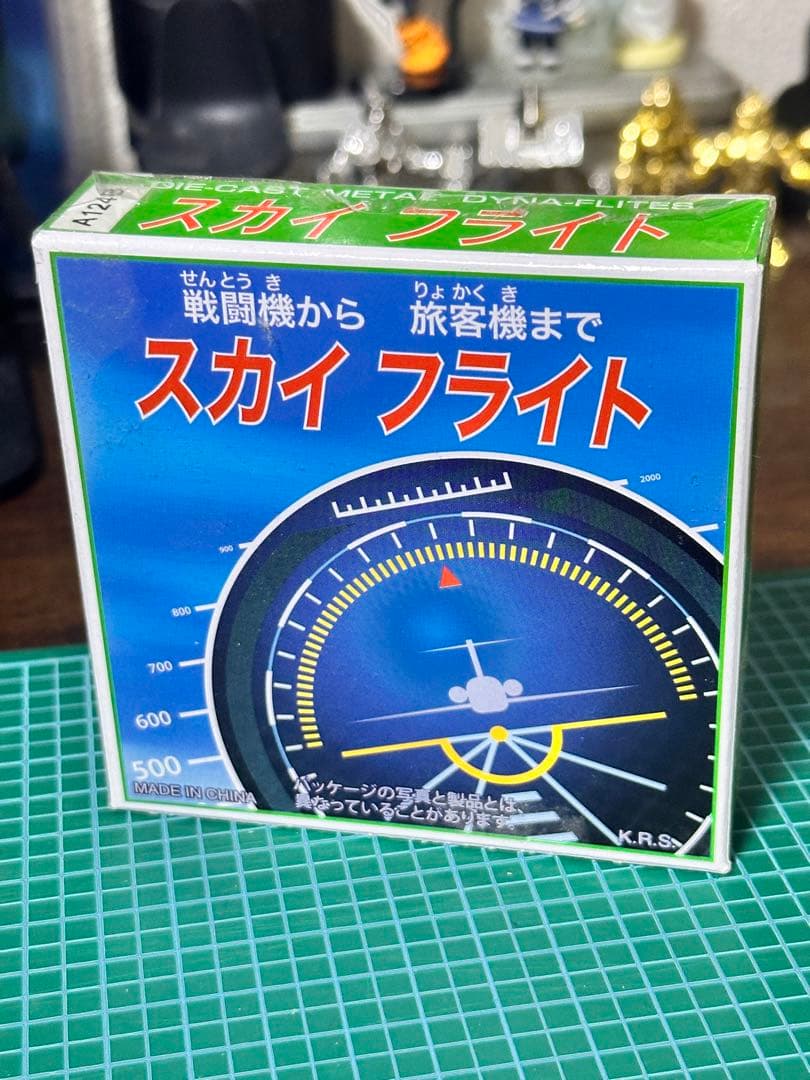 DIE-CAST METAL DYNA-FLITES
スカイ フライト
せんとう き りょ かく き
戦闘機から 旅客機まで
スカイ フライト
2000
900
800
700
600
500
MADE IN CHINA
パッケージの写真と製品とは、
異なっていることがあります。
K.R.S.